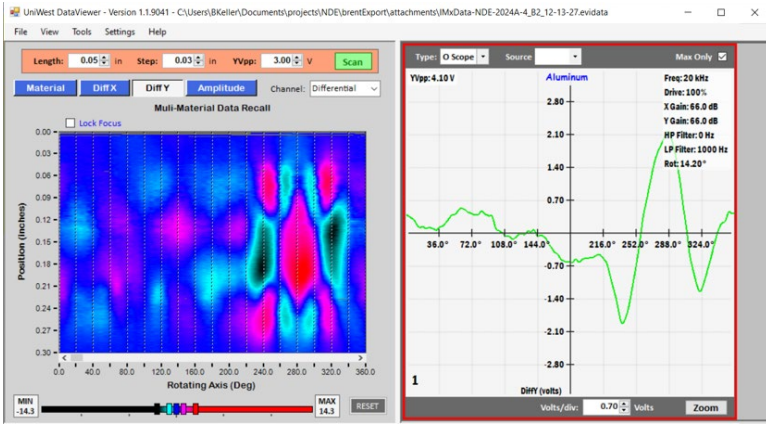 UniWest DataViewer - Version 1.1.9041 - C:\Users\BKeller\Documents\projects\NDE\brentExport\attachments\IMxData-NDE-2024A-4_B2_12-13-27.evidata
File View Tools Settings Help
Length: 0.05 in Step: 0.03 in YVpp: 3.00 V Scan
Material Diff X Diff Y Amplitude Channel: Differential
Muli-Material Data Recall
Lock Focus
0.00
0.03
0.06
0.09
0.12
0.15
0.18
0.21
0.24
0.27
0.30
Position (inches)
0.0 40.0 80.0 120.0 160.0 200.0 240.0 280.0 320.0 360.0
Rotating Axis (Deg)
MIN
-14.3
MAX
14.3
RESET
Type: O Scope Source Max Only
YVpp: 4.10 V
Aluminum
Freq: 20 kHz
Drive: 100%
X Gain: 66.0 dB
Y Gain: 66.0 dB
HP Filter: 0 Hz
LP Filter: 1000 Hz
Rot: 14.20°
2.80
2.10
1.40
0.70
36.0° 72.0° 108.0° 144.0° 216.0° 252.0° 288.0° 324.0°
-0.70
-1.40
-2.10
-2.80
1
DiffY (volts)
Volts/div: 0.70 Volts Zoom